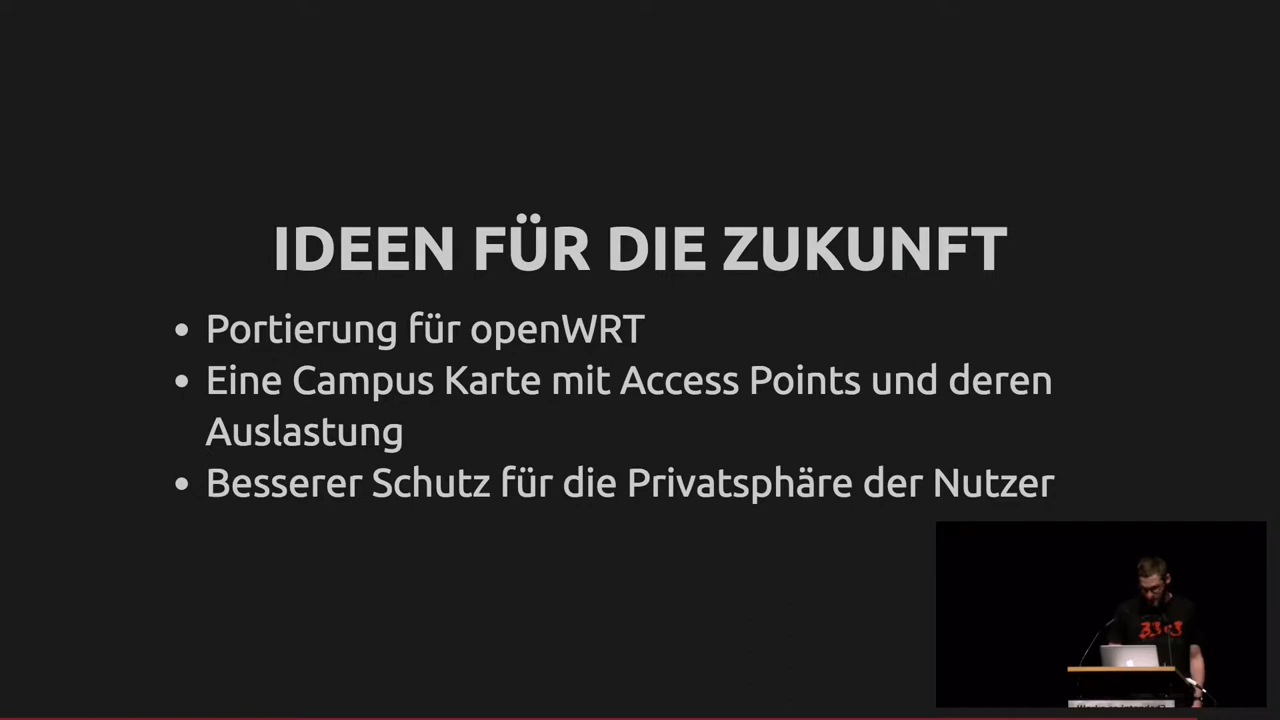 IDEEN FÜR DIE ZUKUNFT
Portierung für openWRT
Eine Campus Karte mit Access Points und deren
Auslastung
Besserer Schutz für die Privatsphäre der Nutzer